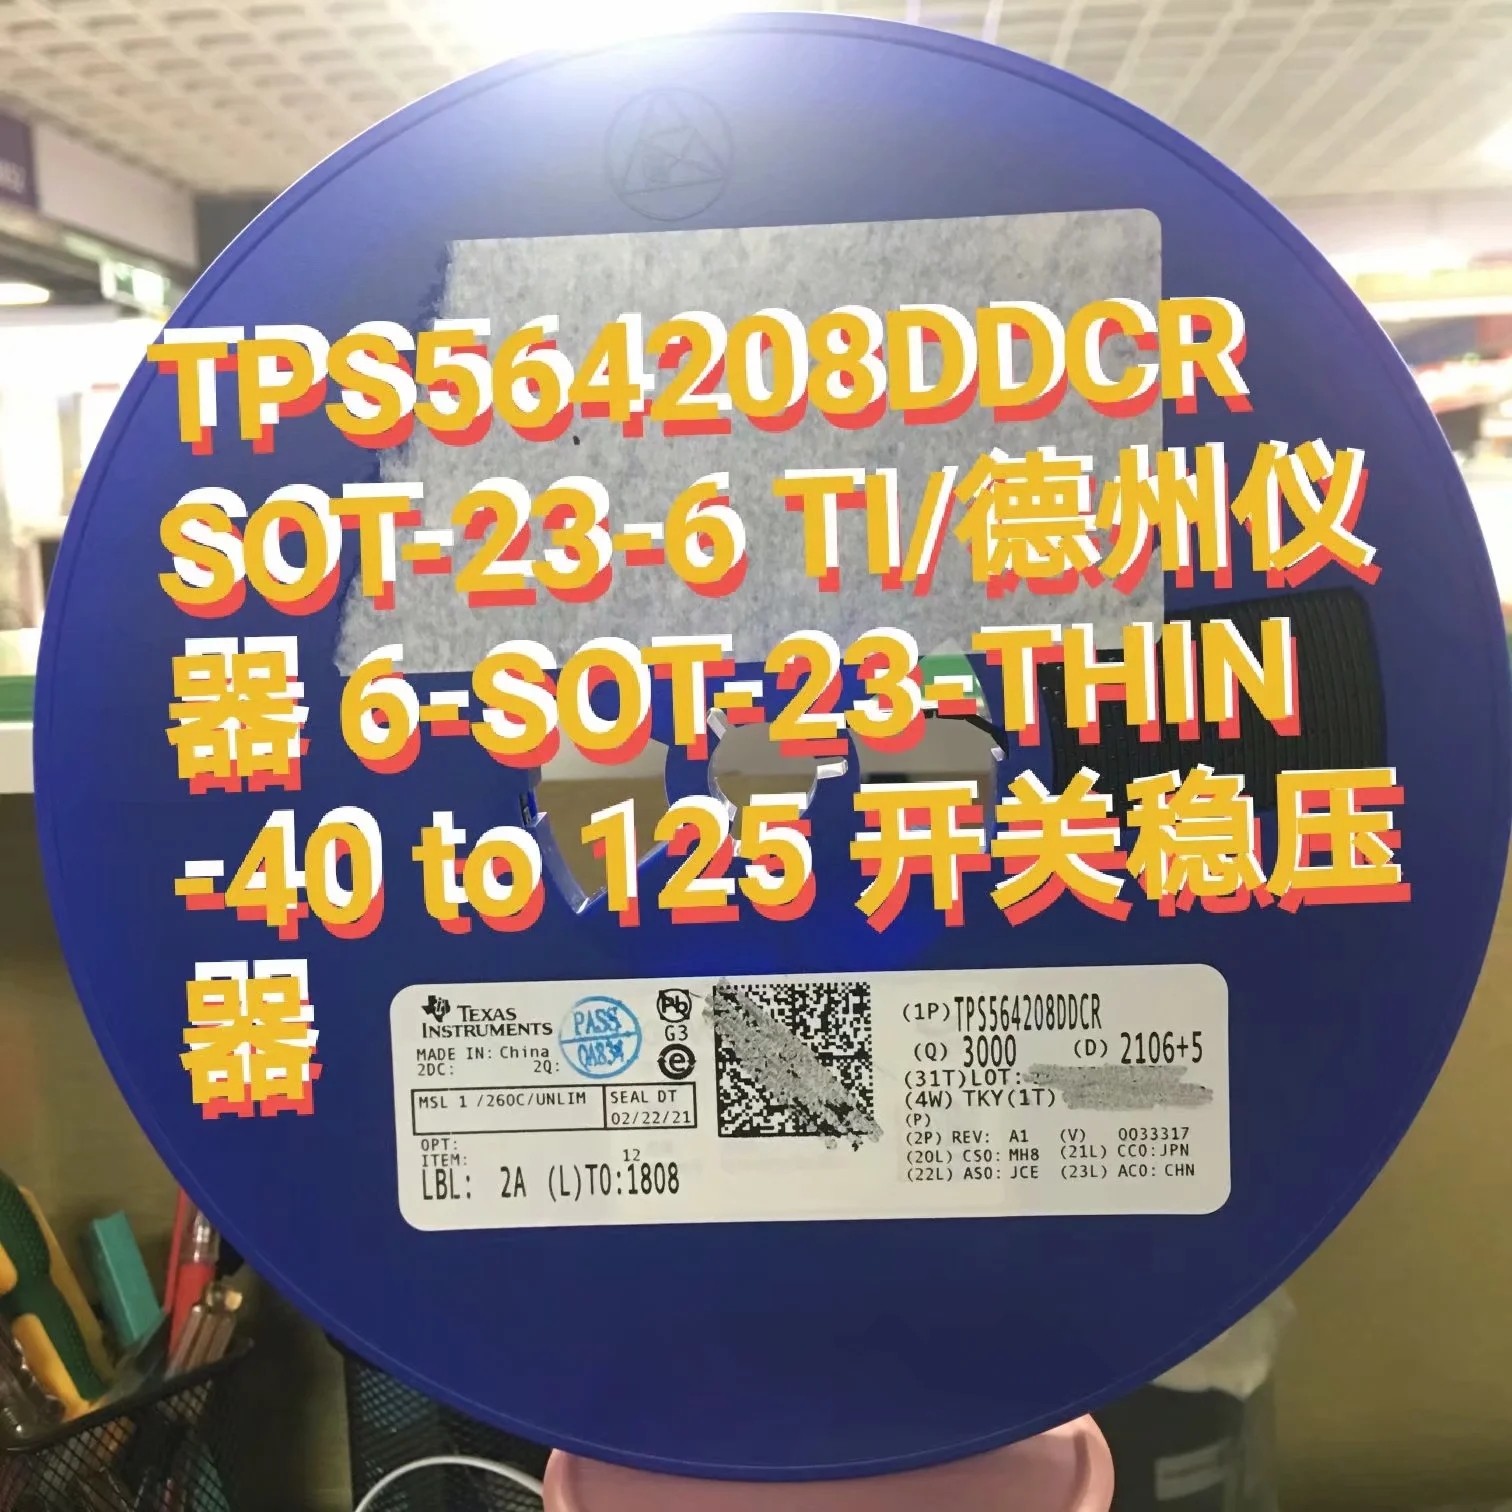 TPS564208DDCR
SOT-23-6 TI/德州仪
器 6-SOT-23-THIN
-40 to 125 开关稳压
器
TEXAS
INSTRUMENTS
MADE IN: China
2DC: 2Q:
PASS
Pb
G3
e
MSL 1 /260C/UNLIM
SEAL DT
02/22/21
OPT:
ITEM: 12
LBL: 2A (L)TO:1808
(1P) TPS564208DDCR
(Q) 3000 (D) 2106+5
(31T)LOT:
(4W) TKY(1T)
(P)
(2P) REV: A1 (V) 0033317
(20L) CSO: MH8 (21L) CCO:JPN
(22L) ASO: JCE (23L) ACO: CHN